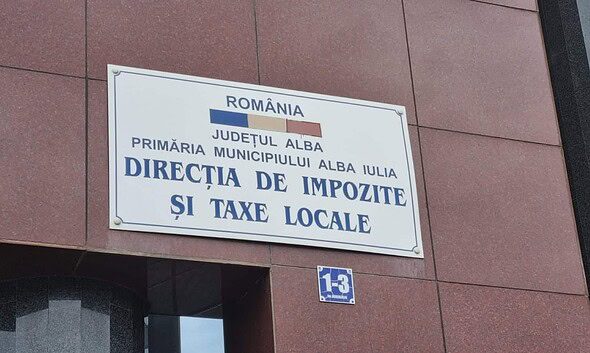 ROMÂNIA
JUDEȚUL ALBA
PRIMĂRIA MUNICIPIULUI ALBA IULIA
DIRECȚIA DE IMPOZITE
ȘI TAXE LOCALE
1-3